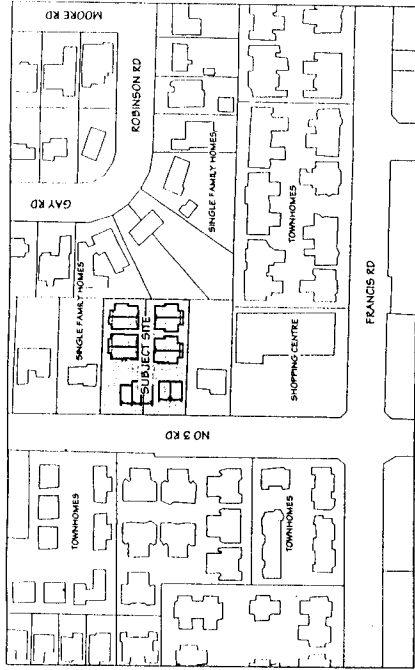 MOORE RD
ROBINSON RD
GAY RD
SINGLE FAMILY HOMES
SINGLE FAMILY HOMES
SUBJECT SITE
TOWNHOMES
SHOPPING CENTRE
FRANCIS RD
NO 3 RD
TOWNHOMES
TOWNHOMES